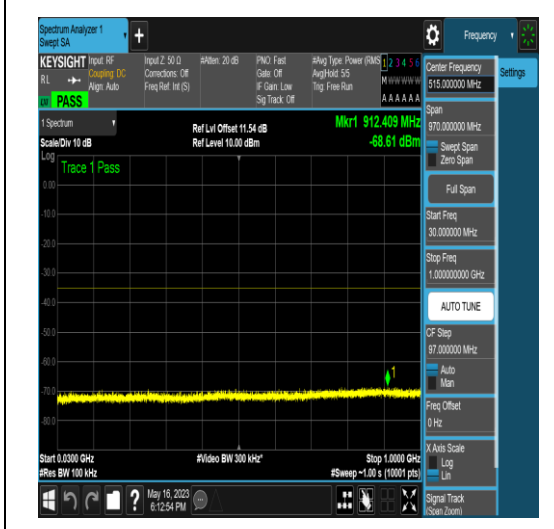 Spectrum Analyzer 1
Swept SA
+
Frequency
KEYSIGHT
RL
Input: RF
Coupling: DC
Align: Auto
Input Z: 50 Ω
Corrections: Off
Freq Ref: Int (S)
#Atten: 20 dB
PNO: Fast
Gate: Off
IF Gain: Low
Sig Track: Off
#Avg Type: Power (RMS
Avg|Hold: 5/5
Trig: Free Run
1 2 3 4 5 6
M W W W W W
A A A A A A
PASS
1 Spectrum
Scale/Div 10 dB
Ref Lvl Offset 11.54 dB
Ref Level 10.00 dBm
Mkr1 912.409 MHz
-68.61 dBm
Log
Trace 1 Pass
0.00
-10.0
-20.0
-30.0
-40.0
-50.0
-60.0
-70.0
-80.0
1
Start 0.0300 GHz
#Res BW 100 kHz
#Video BW 300 kHz*
Stop 1.0000 GHz
#Sweep ~1.00 s (10001 pts)
?
May 16, 2023
6:12:54 PM
Center Frequency
515.000000 MHz
Settings
Span
970.000000 MHz
Swept Span
Zero Span
Full Span
Start Freq
30.000000 MHz
Stop Freq
1.000000000 GHz
AUTO TUNE
CF Step
97.000000 MHz
Auto
Man
Freq Offset
0 Hz
X Axis Scale
Log
Lin
Signal Track
(Span Zoom)